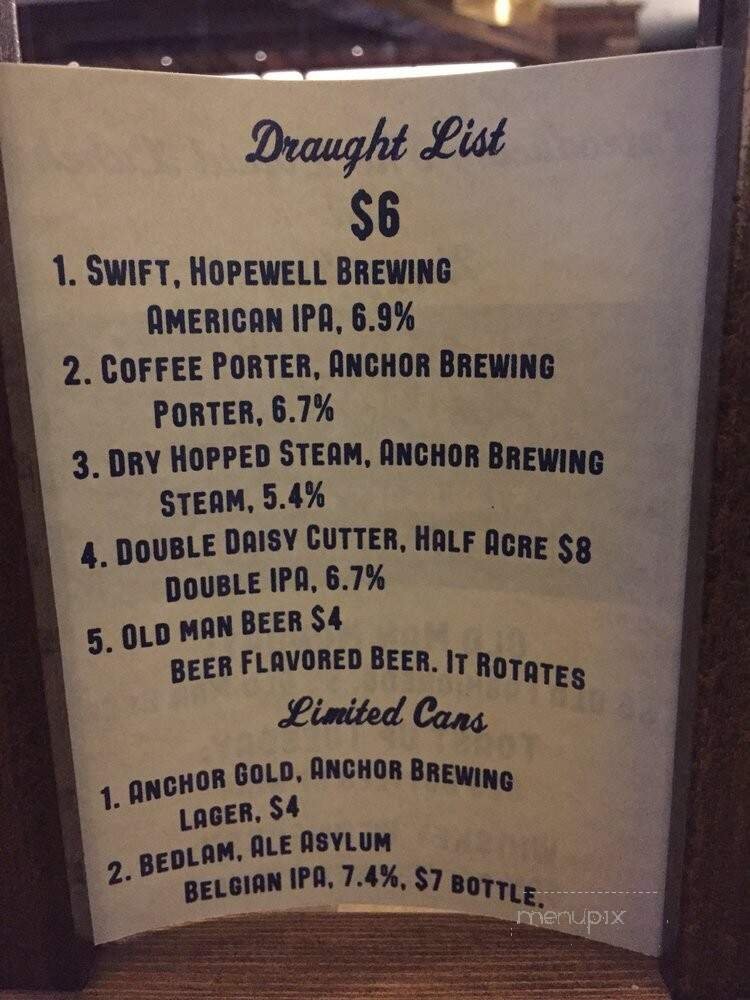 Draught List
$6
1. Swift, Hopewell Brewing
American IPA, 6.9%
2. Coffee Porter, Anchor Brewing
Porter, 6.7%
3. Dry Hopped Steam, Anchor Brewing
Steam, 5.4%
4. Double Daisy Cutter, Half Acre $8
Double IPA, 6.7%
5. Old man Beer $4
Beer Flavored Beer. It Rotates
Limited Cans
1. Anchor Gold, Anchor Brewing
Lager, $4
2. Bedlam, Ale Asylum
Belgian IPA, 7.4%, $7 bottle.
menupix